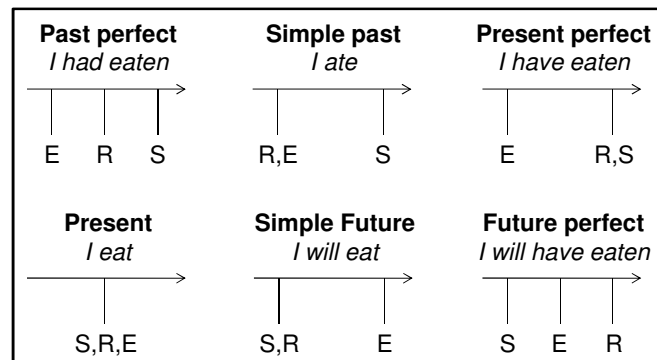 Past perfect Simple past Present perfect
I had eaten I ate I have eaten
E R S R,E S E R,S
Present Simple Future Future perfect
I eat I will eat I will have eaten
S,R,E S,R E S E R